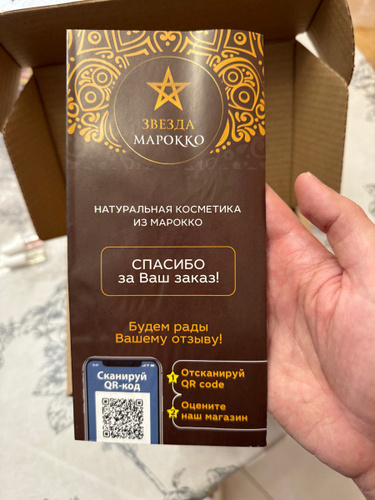 ЗВЕЗДА
МАРОККО
НАТУРАЛЬНАЯ КОСМЕТИКА
ИЗ МАРОККО
СПАСИБО
за Ваш заказ!
Будем рады
Вашему отзыву!
Сканируй
QR-код
1 Отсканируй
QR code
2 Оцените
наш магазин